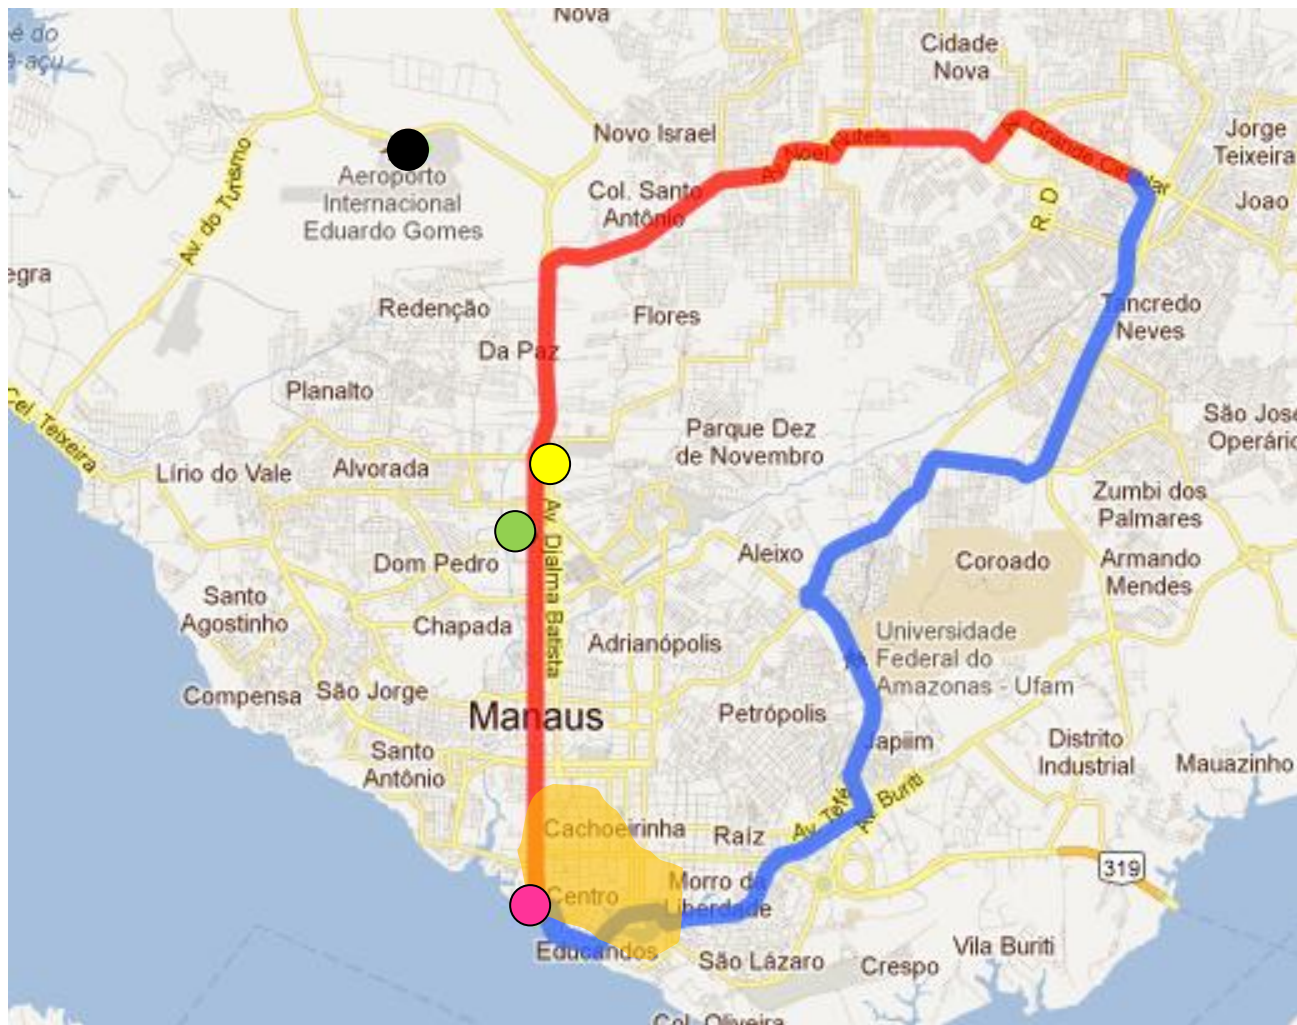 Nova
Cidade
Nova
Novo Israel
Jorge
Teixeira
Av. do Turismo
Aeroporto
Internacional
Eduardo Gomes
Col. Santo
Antônio
Av. Noel Nutels
R. D
Joao
egra
Redenção
Flores
Tancredo
Neves
Da Paz
Planalto
Cel. Teixeira
Parque Dez
de Novembro
São José
Operário
Lírio do Vale
Alvorada
Zumbi dos
Palmares
Av. Djalma Batista
Dom Pedro
Aleixo
Coroado
Armando
Mendes
Santo
Agostinho
Chapada
Adrianópolis
Universidade
Federal do
Amazonas - Ufam
Compensa
São Jorge
Manaus
Petrópolis
Japiim
Distrito
Industrial
Mauazinho
Santo
Antônio
Av. Tefé
Av. Buriti
Cachoeirinha
Raíz
319
Centro
Morro da
Liberdade
Educandos
São Lázaro
Crespo
Vila Buriti
Col. Oliveira